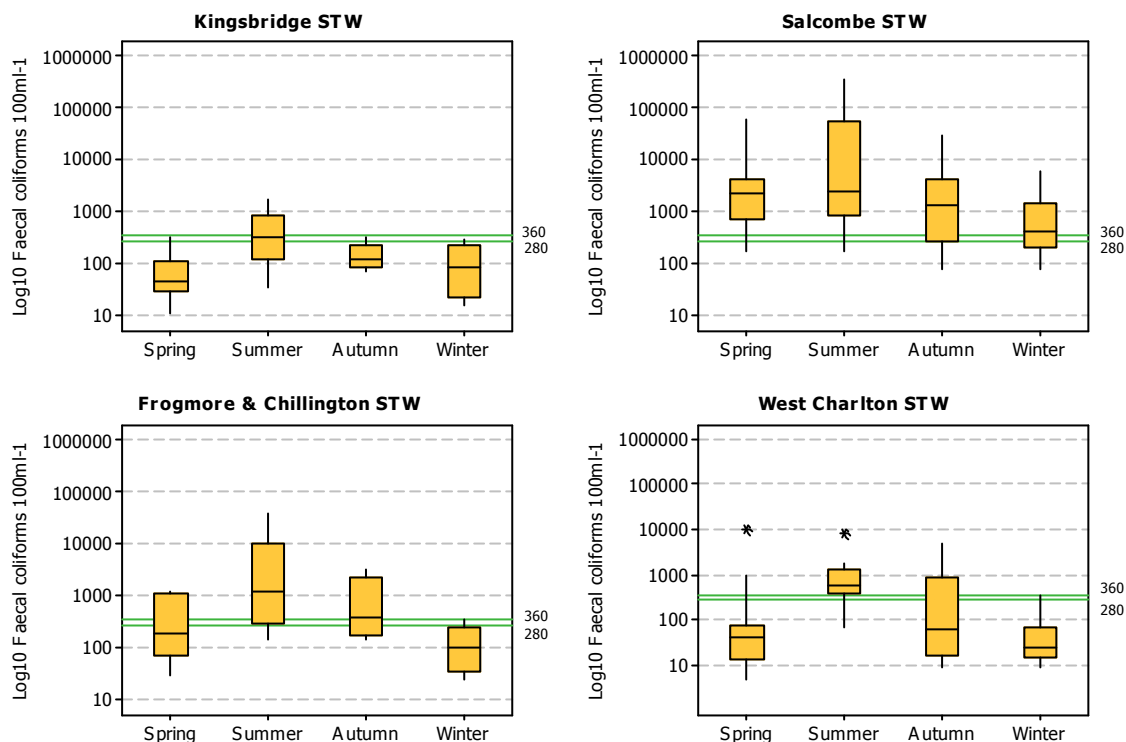 Kingsbridge STW
Log10 Faecal coliforms 100ml-1
1000000
100000
10000
1000
100
10
360
280
Spring Summer Autumn Winter
Salcombe STW
Log10 Faecal coliforms 100ml-1
1000000
100000
10000
1000
100
10
360
280
Spring Summer Autumn Winter
Frogmore & Chillington STW
Log10 Faecal coliforms 100ml-1
1000000
100000
10000
1000
100
10
360
280
Spring Summer Autumn Winter
West Charlton STW
Log10 Faecal coliforms 100ml-1
1000000
100000
10000
1000
100
10
360
280
Spring Summer Autumn Winter